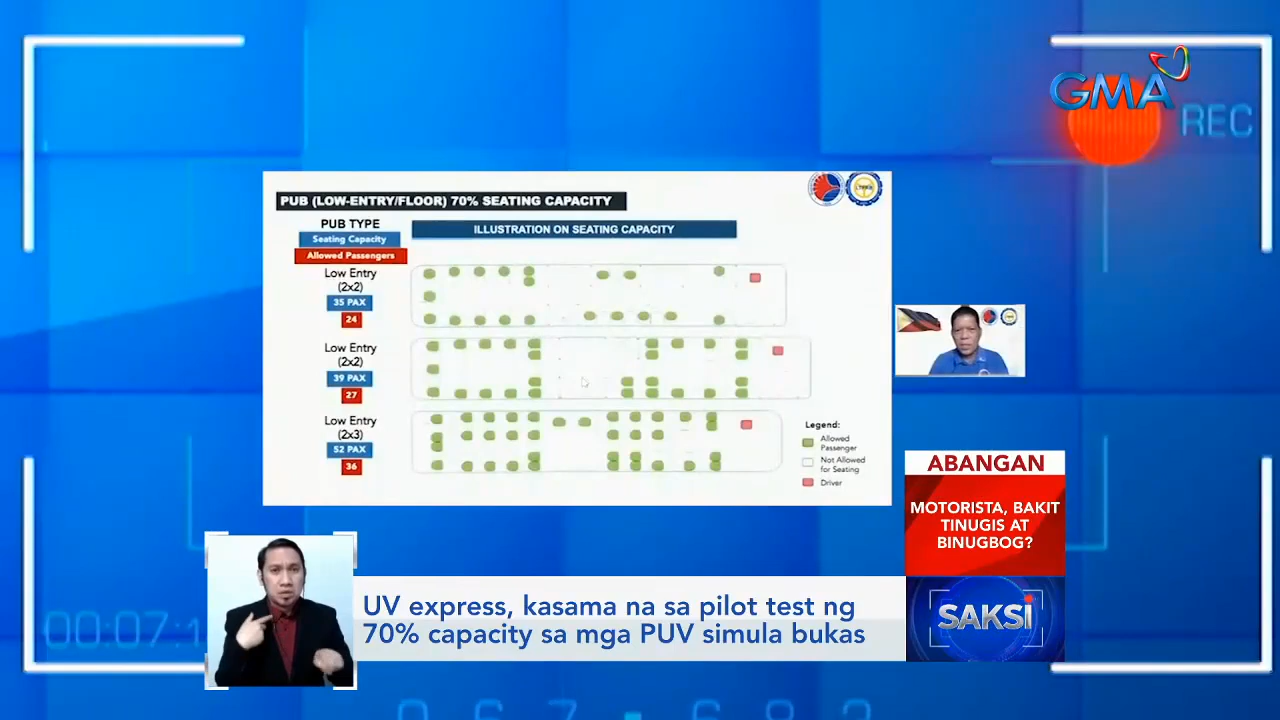 GMA
REC
PUB (LOW-ENTRY/FLOOR) 70% SEATING CAPACITY
PUB TYPE
Seating Capacity
Allowed Passengers
ILLUSTRATION ON SEATING CAPACITY
Low Entry
(2x2)
35 PAX
24
Low Entry
(2x2)
39 PAX
27
Low Entry
(2x3)
52 PAX
36
Legend:
Allowed
Passenger
Not Allowed
for Seating
Driver
ABANGAN
MOTORISTA, BAKIT
TINUGIS AT
BINUGBOG?
UV express, kasama na sa pilot test ng
70% capacity sa mga PUV simula bukas
SAKSI
00:07:1